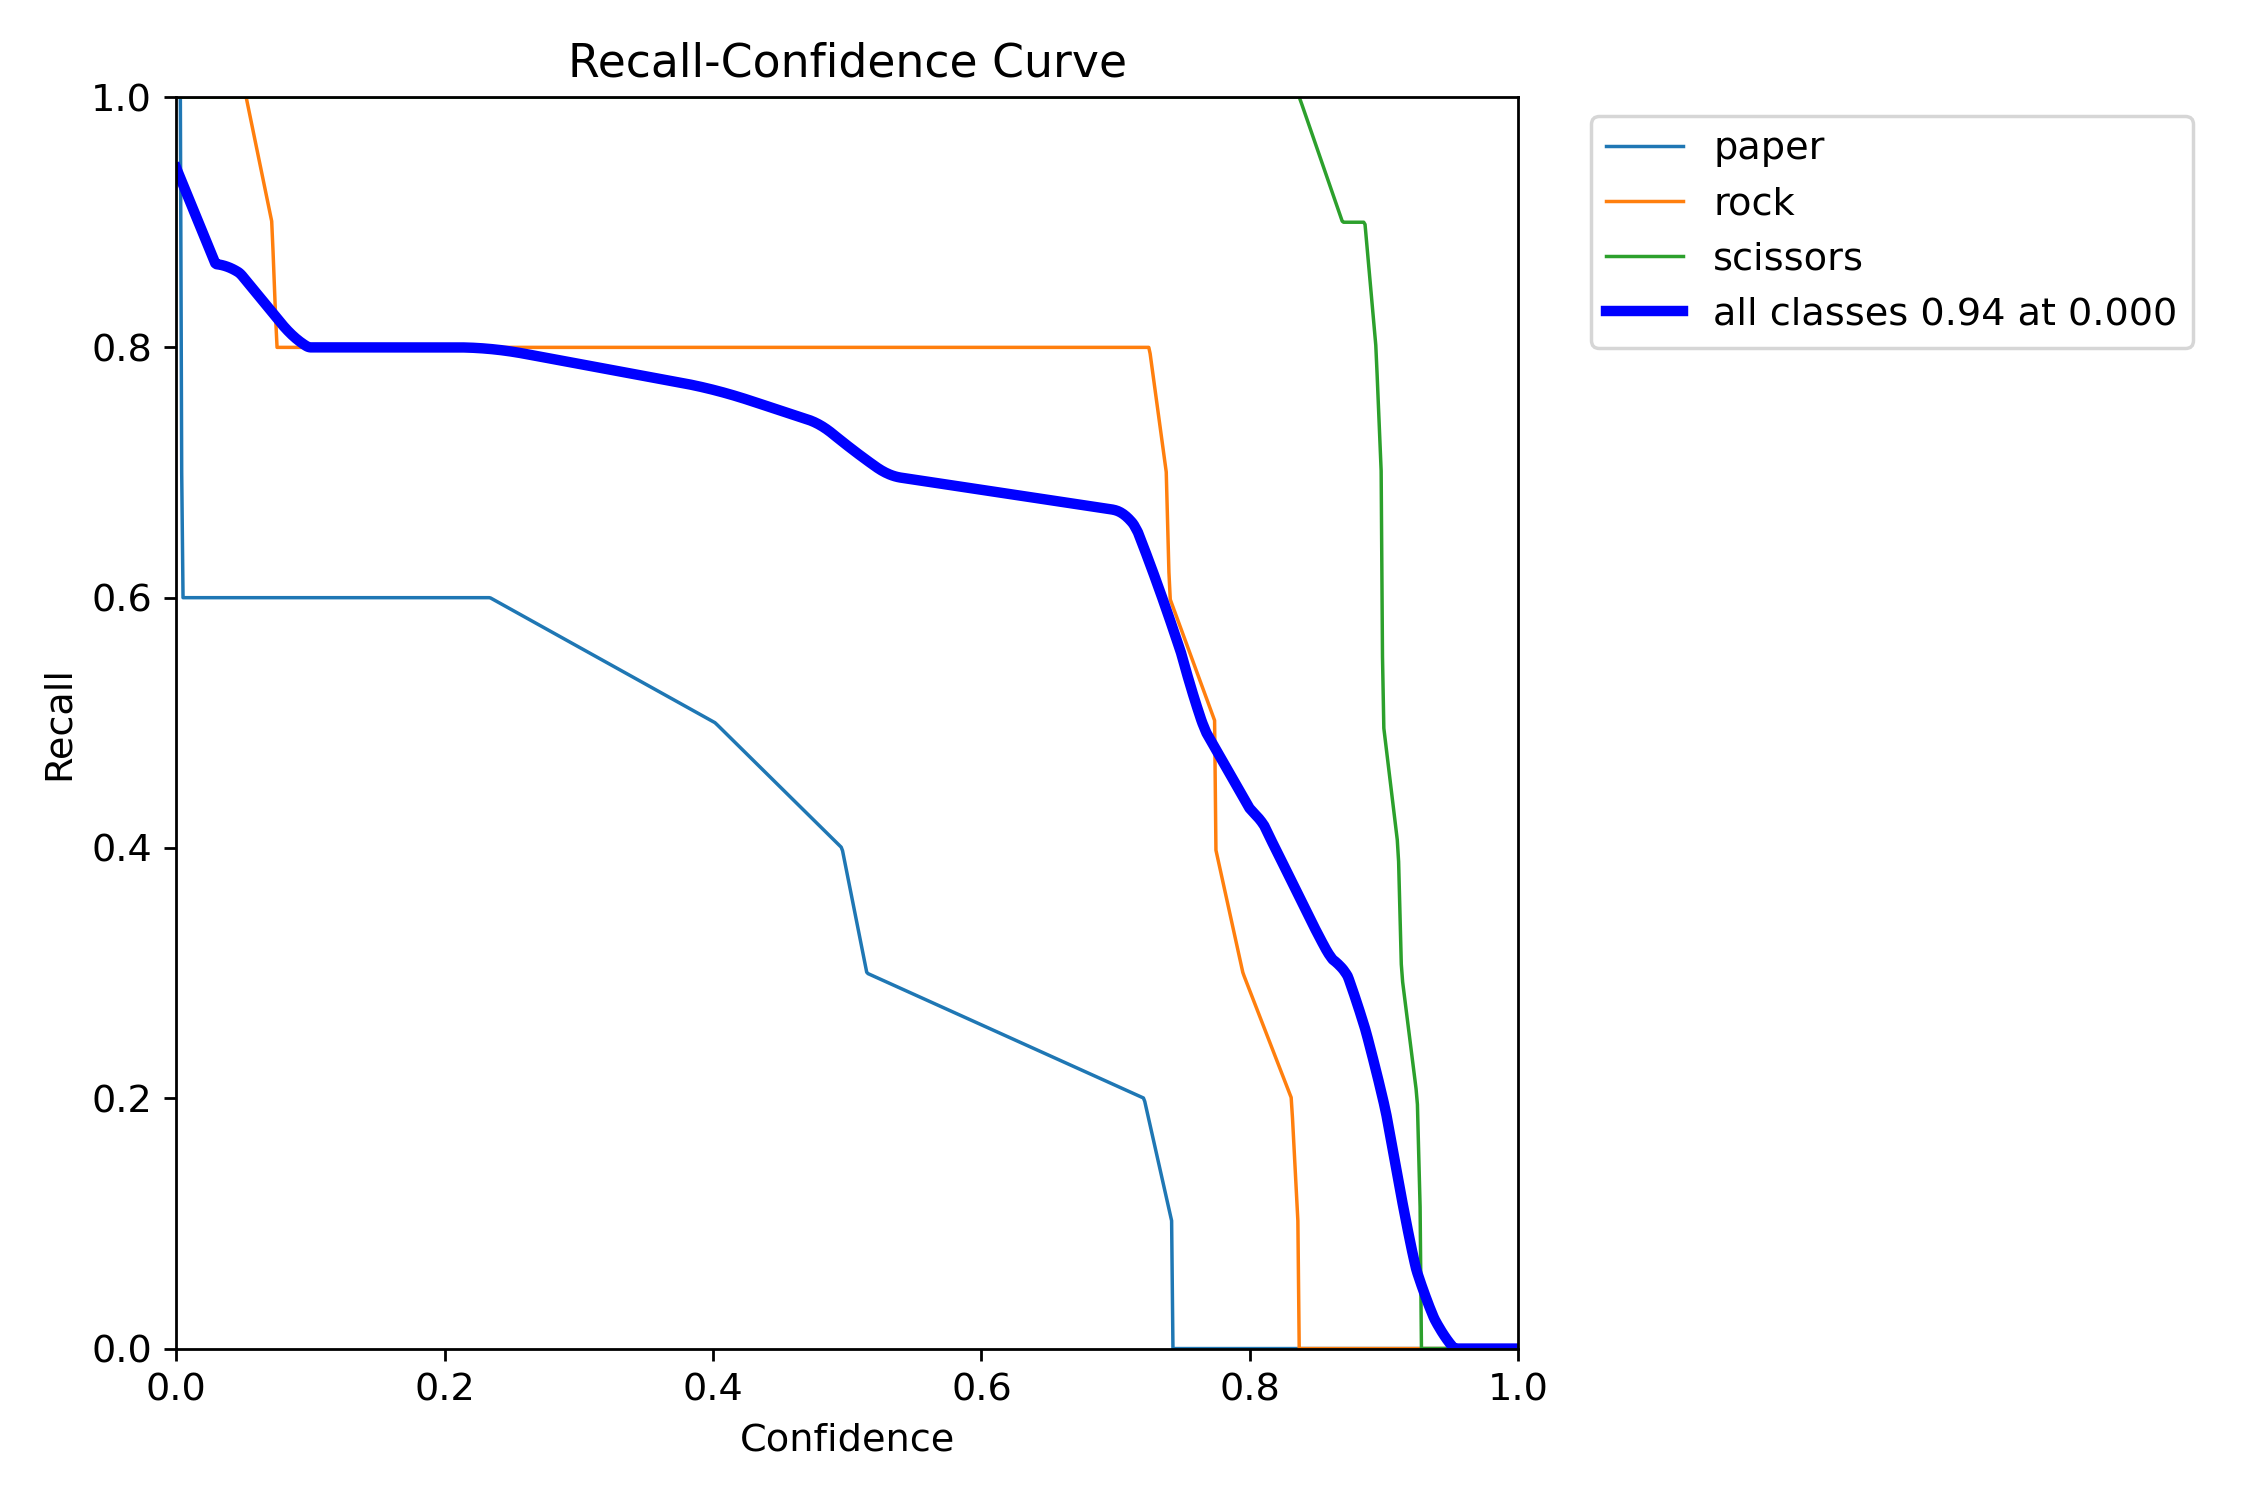 Recall-Confidence Curve
1.0
0.8
0.6
0.4
0.2
0.0
Recall
0.0 0.2 0.4 0.6 0.8 1.0
Confidence
paper
rock
scissors
all classes 0.94 at 0.000